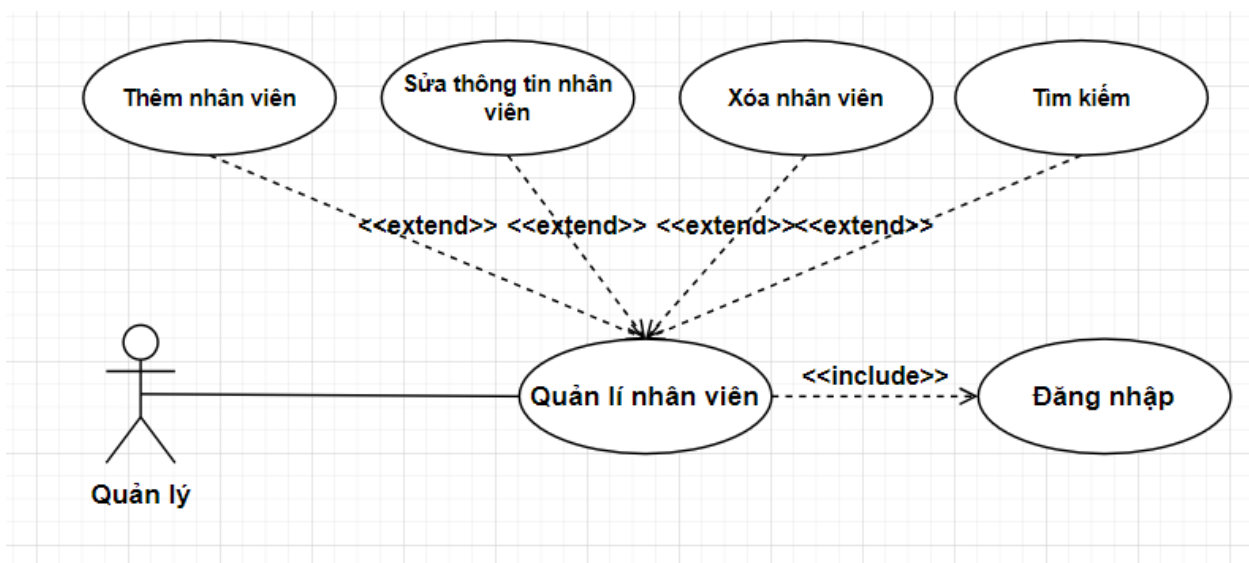 Thêm nhân viên
Sửa thông tin nhân
viên
Xóa nhân viên
Tìm kiếm
<<extend>>
<<extend>>
<<extend>>
<<extend>>
<<include>>
Quản lí nhân viên
Đăng nhập
Quản lý